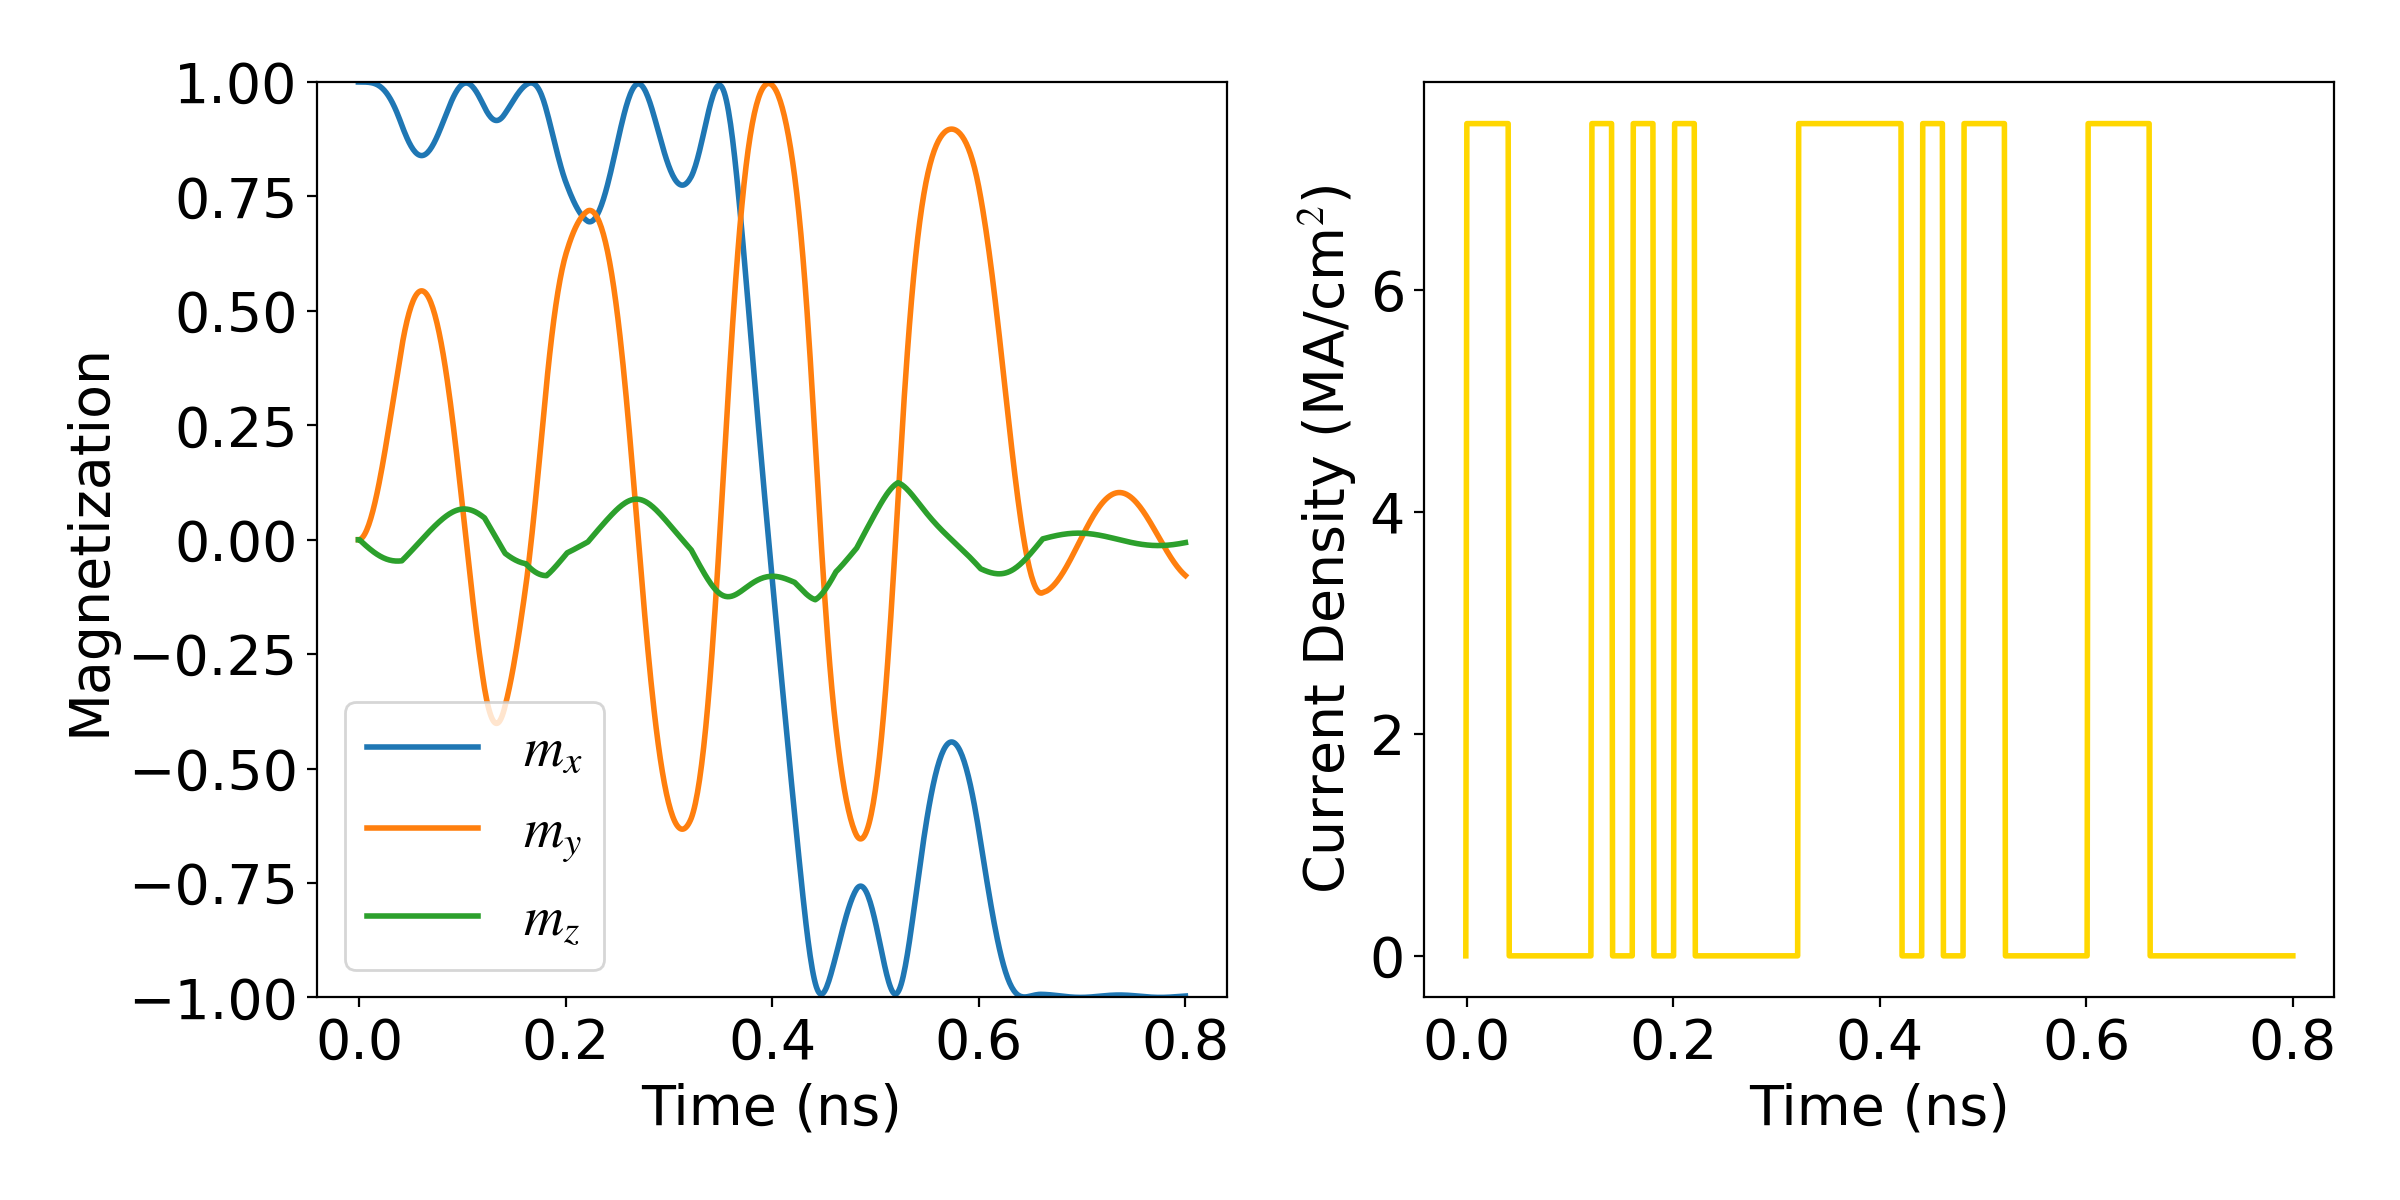 1.00
0.75
0.50
0.25
0.00
−0.25
−0.50
−0.75
−1.00
Magnetization
m_x
m_y
m_z
0.0 0.2 0.4 0.6 0.8
Time (ns)
6
4
2
0
Current Density (MA/cm²)
0.0 0.2 0.4 0.6 0.8
Time (ns)